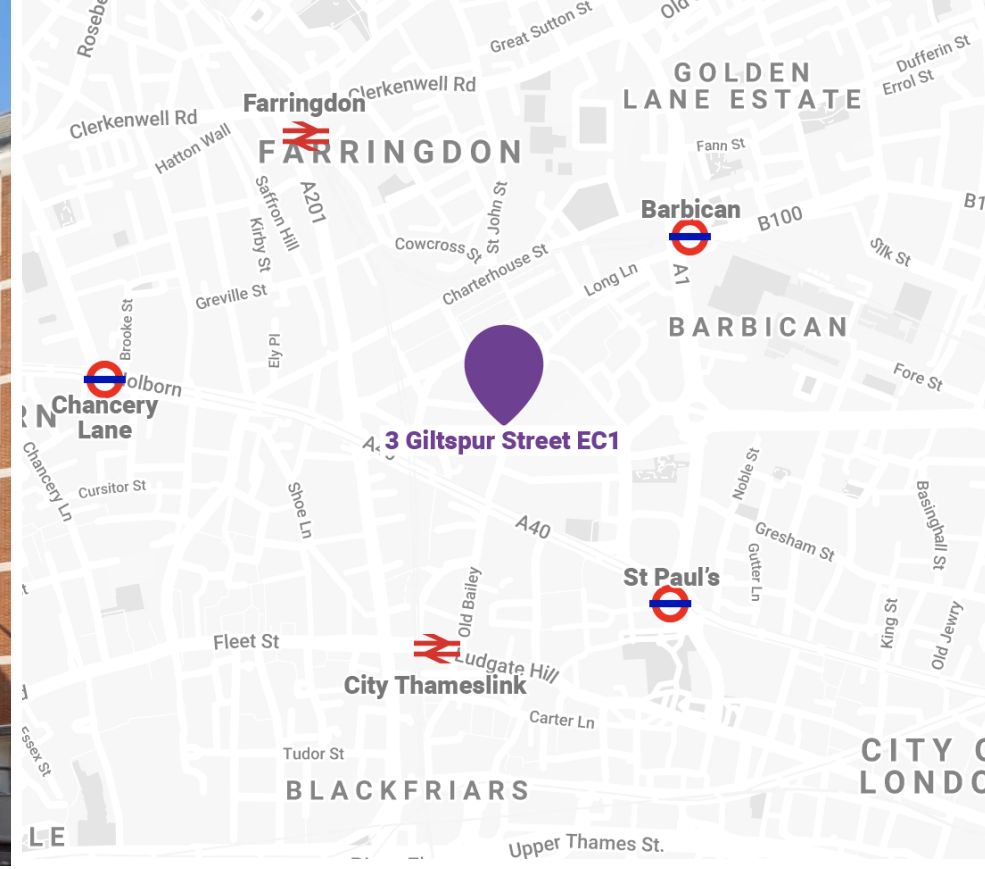 Rosebe
Great Sutton St
Old
Dufferin St
Errol St
GOLDEN
LANE ESTATE
Clerkenwell Rd
Farringdon
Clerkenwell Rd
Hatton Wall
FARRINGDON
Fann St
Saffron Hill
A201
St John St
Barbican
B100
B1
Kirby St
Cowcross St
Charterhouse St
Long Ln
A1
Silk St
Greville St
Brooke St
Ely Pl
BARBICAN
Fore St
Holborn
RN
Chancery
Lane
3 Giltspur Street EC1
Chancery Ln
Cursitor St
Shoe Ln
A40
Noble St
Gresham St
Basinghall St
Gutter Ln
St Paul's
Old Bailey
King St
Old Jewry
Fleet St
Ludgate Hill
City Thameslink
Carter Ln
Essex St
Tudor St
BLACKFRIARS
CITY O
LONDO
LE
Upper Thames St.